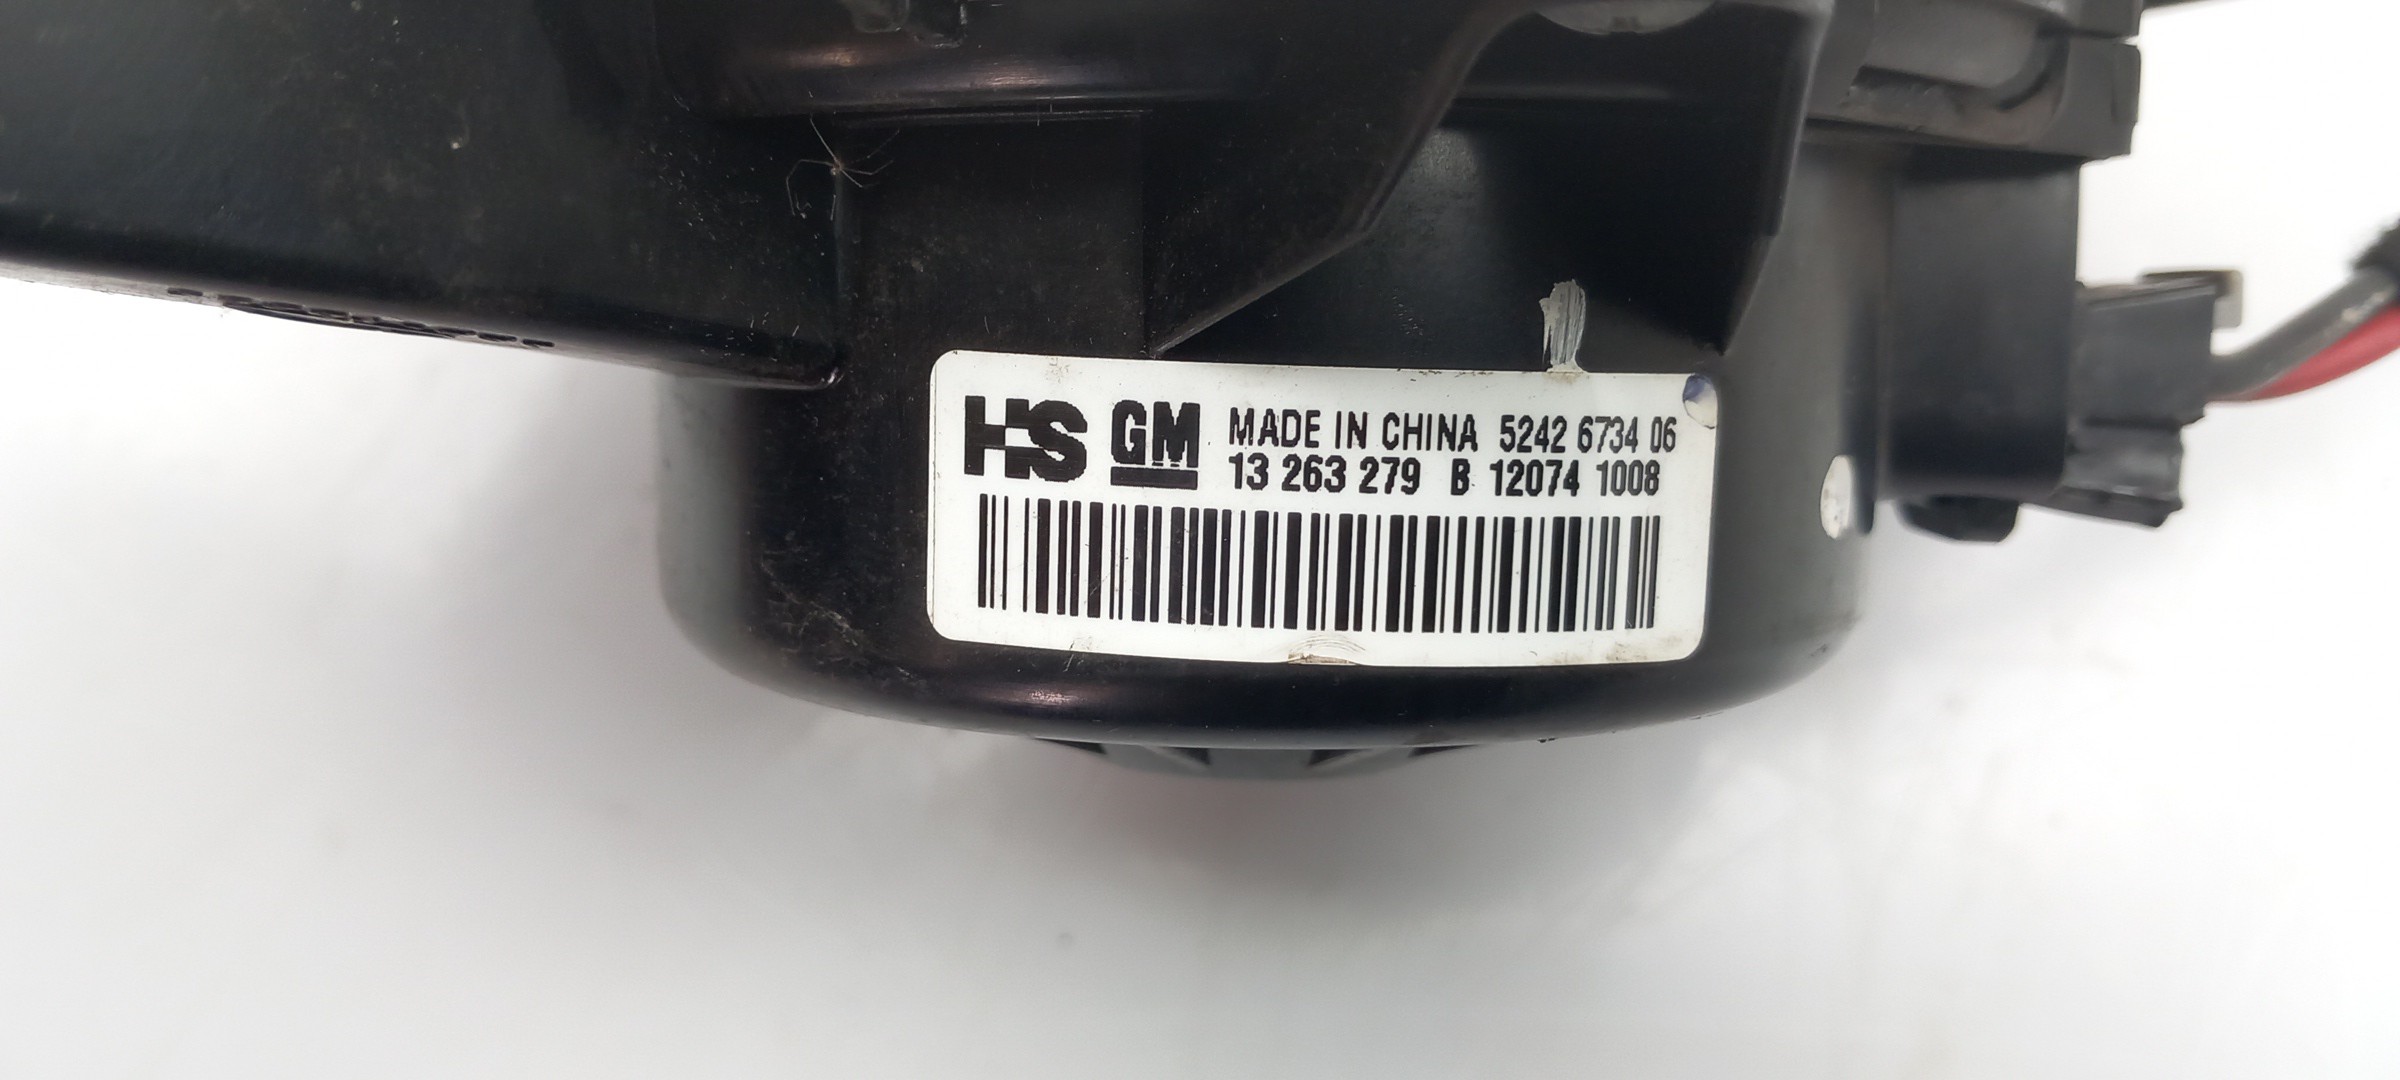 HS GM MADE IN CHINA 5242 6734 06
13 263 279 B 12074 1008